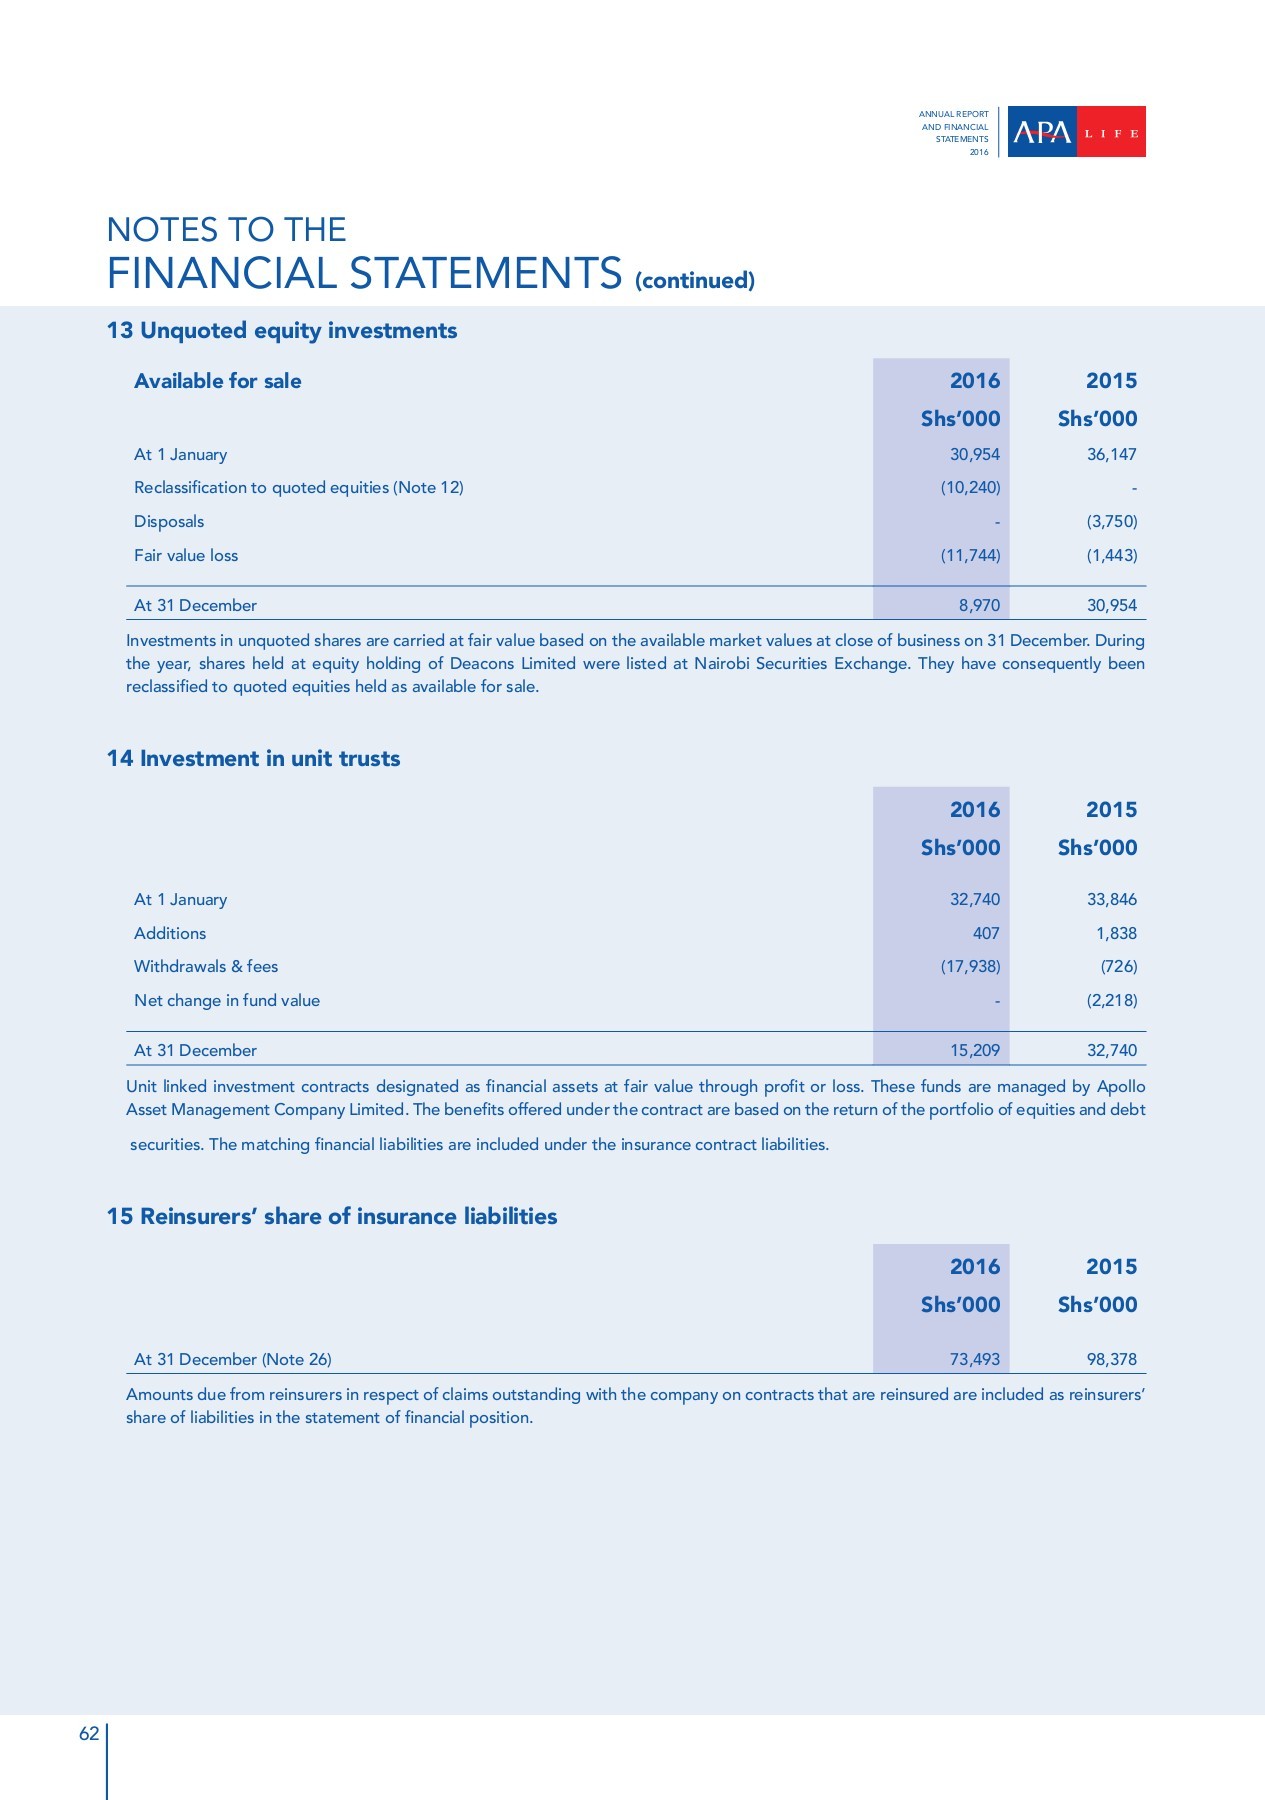 ANNUAL REPORT
AND FINANCIAL
STATEMENTS
2016
APA LIFE
NOTES TO THE
FINANCIAL STATEMENTS (continued)
13 Unquoted equity investments
Available for sale 2016 2015
Shs’000 Shs’000
At 1 January 30,954 36,147
Reclassification to quoted equities (Note 12) (10,240) -
Disposals - (3,750)
Fair value loss (11,744) (1,443)
At 31 December 8,970 30,954
Investments in unquoted shares are carried at fair value based on the available market values at close of business on 31 December. During
the year, shares held at equity holding of Deacons Limited were listed at Nairobi Securities Exchange. They have consequently been
reclassified to quoted equities held as available for sale.
14 Investment in unit trusts
2016 2015
Shs’000 Shs’000
At 1 January 32,740 33,846
Additions 407 1,838
Withdrawals & fees (17,938) (726)
Net change in fund value - (2,218)
At 31 December 15,209 32,740
Unit linked investment contracts designated as financial assets at fair value through profit or loss. These funds are managed by Apollo
Asset Management Company Limited. The benefits offered under the contract are based on the return of the portfolio of equities and debt
securities. The matching financial liabilities are included under the insurance contract liabilities.
15 Reinsurers’ share of insurance liabilities
2016 2015
Shs’000 Shs’000
At 31 December (Note 26) 73,493 98,378
Amounts due from reinsurers in respect of claims outstanding with the company on contracts that are reinsured are included as reinsurers’
share of liabilities in the statement of financial position.
62